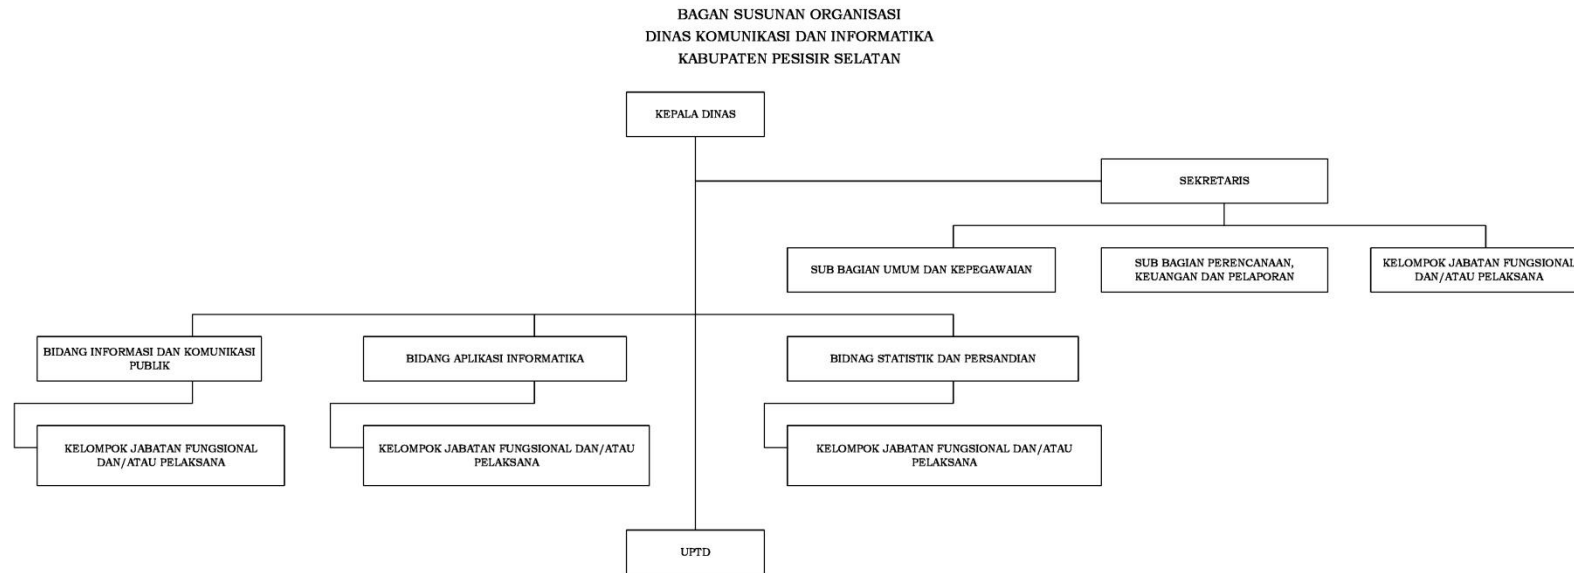 BAGAN SUSUNAN ORGANISASI
DINAS KOMUNIKASI DAN INFORMATIKA
KABUPATEN PESISIR SELATAN
KEPALA DINAS
SEKRETARIS
SUB BAGIAN UMUM DAN KEPEGAWAIAN
SUB BAGIAN PERENCANAAN,
KEUANGAN DAN PELAPORAN
KELOMPOK JABATAN FUNGSIONAL
DAN/ATAU PELAKSANA
BIDANG INFORMASI DAN KOMUNIKASI
PUBLIK
BIDANG APLIKASI INFORMATIKA
BIDNAG STATISTIK DAN PERSANDIAN
KELOMPOK JABATAN FUNGSIONAL
DAN/ATAU PELAKSANA
KELOMPOK JABATAN FUNGSIONAL DAN/ATAU
PELAKSANA
KELOMPOK JABATAN FUNGSIONAL DAN/ATAU
PELAKSANA
UPTD